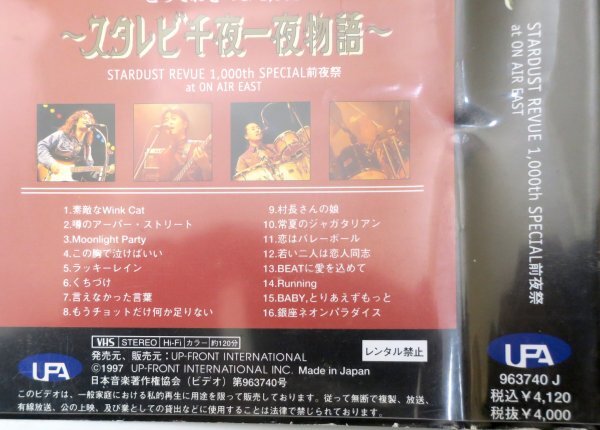 〜スタレビ千夜一夜物語〜
STARDUST REVUE 1,000th SPECIAL前夜祭
at ON AIR EAST
1.素敵なWink Cat
2.噂のアーバー・ストリート
3.Moonlight Party
4.この胸で泣けばいい
5.ラッキーレイン
6.くちづけ
7.言えなかった言葉
8.もうチョットだけ何か足りない
9.村長さんの娘
10.常夏のジャガタリアン
11.恋はバレーボール
12.若い二人は恋人同志
13.BEATに愛を込めて
14.Running
15.BABY,とりあえずもっと
16.銀座ネオンパラダイス
VHS STEREO Hi-Fi カラー 約120分
発売元、販売元：UP-FRONT INTERNATIONAL
©1997 UP-FRONT INTERNATIONAL INC. Made in Japan
日本音楽著作権協会（ビデオ）第963740号
レンタル禁止
UFA
このビデオは、一般家庭における私的再生に用途を限って販売しております。従って無断で複製、放送、
有線放送、公の上映、及び業としての貸出などに使用することは法律で禁じられております。
STARDUST REVUE 1,000th SPECIAL前夜祭
at ON AIR EAST
UFA
963740 J
税込￥4,120
税抜￥4,000